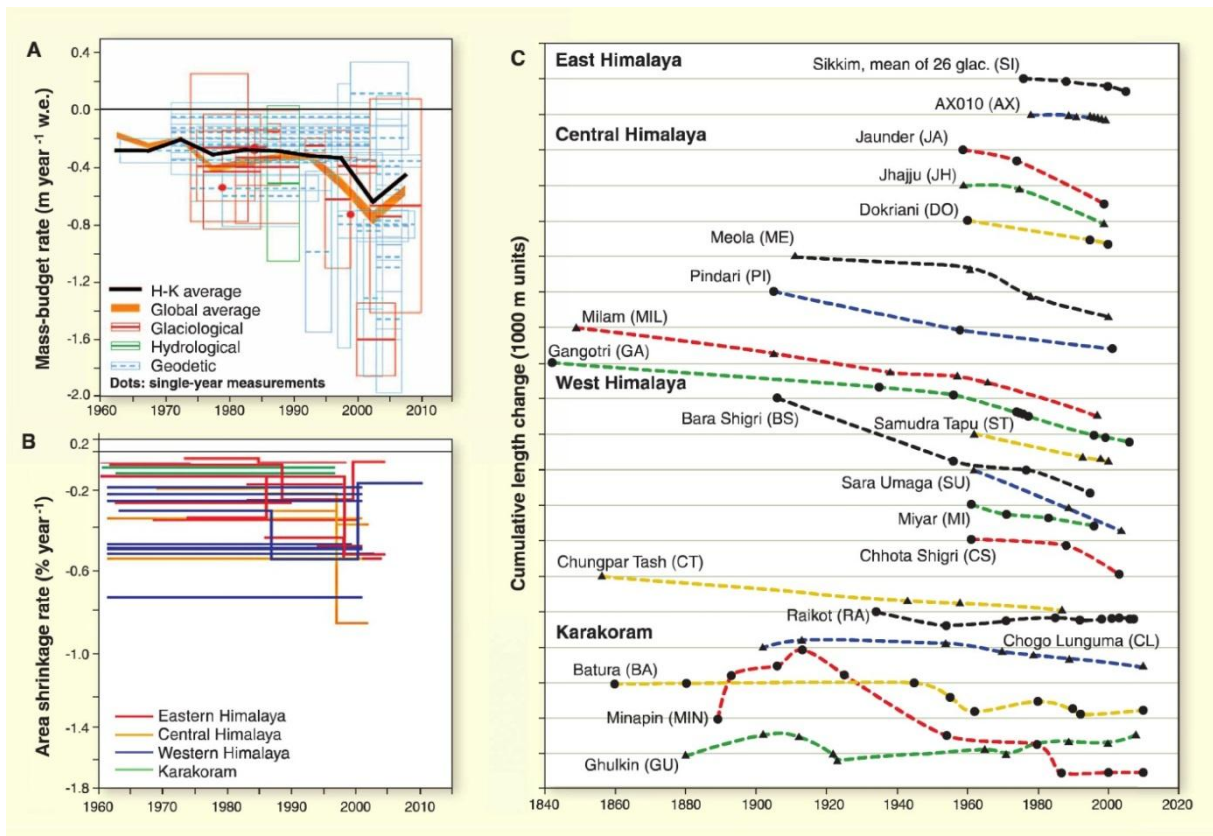 A
Mass-budget rate (m year -1 w.e.)
0.4
0.0
-0.4
-0.8
-1.2
-1.6
-2.0
H-K average
Global average
Glaciological
Hydrological
Geodetic
Dots: single-year measurements
1960 1970 1980 1990 2000 2010
B
Area shrinkage rate (% year-1)
0.2
-0.2
-0.6
-1.0
-1.4
-1.8
Eastern Himalaya
Central Himalaya
Western Himalaya
Karakoram
1960 1970 1980 1990 2000 2010
C
Cumulative length change (1000 m units)
East Himalaya
Sikkim, mean of 26 glac. (SI)
AX010 (AX)
Central Himalaya
Jaunder (JA)
Jhajju (JH)
Dokriani (DO)
Meola (ME)
Pindari (PI)
Milam (MIL)
Gangotri (GA)
West Himalaya
Bara Shigri (BS)
Samudra Tapu (ST)
Sara Umaga (SU)
Miyar (MI)
Chhota Shigri (CS)
Chungpar Tash (CT)
Raikot (RA)
Karakoram
Chogo Lunguma (CL)
Batura (BA)
Minapin (MIN)
Ghulkin (GU)
1840 1860 1880 1900 1920 1940 1960 1980 2000 2020